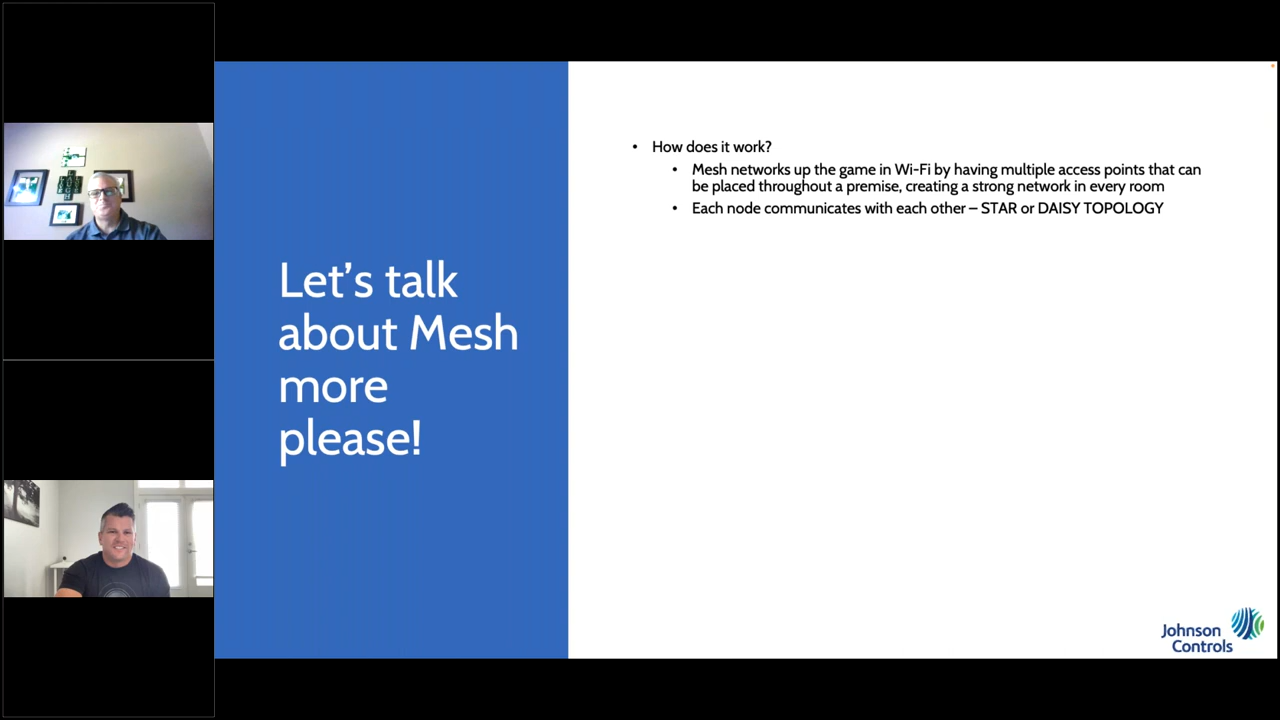 Let's talk
about Mesh
more
please!
• How does it work?
• Mesh networks up the game in Wi-Fi by having multiple access points that can
be placed throughout a premise, creating a strong network in every room
• Each node communicates with each other – STAR or DAISY TOPOLOGY
Johnson
Controls